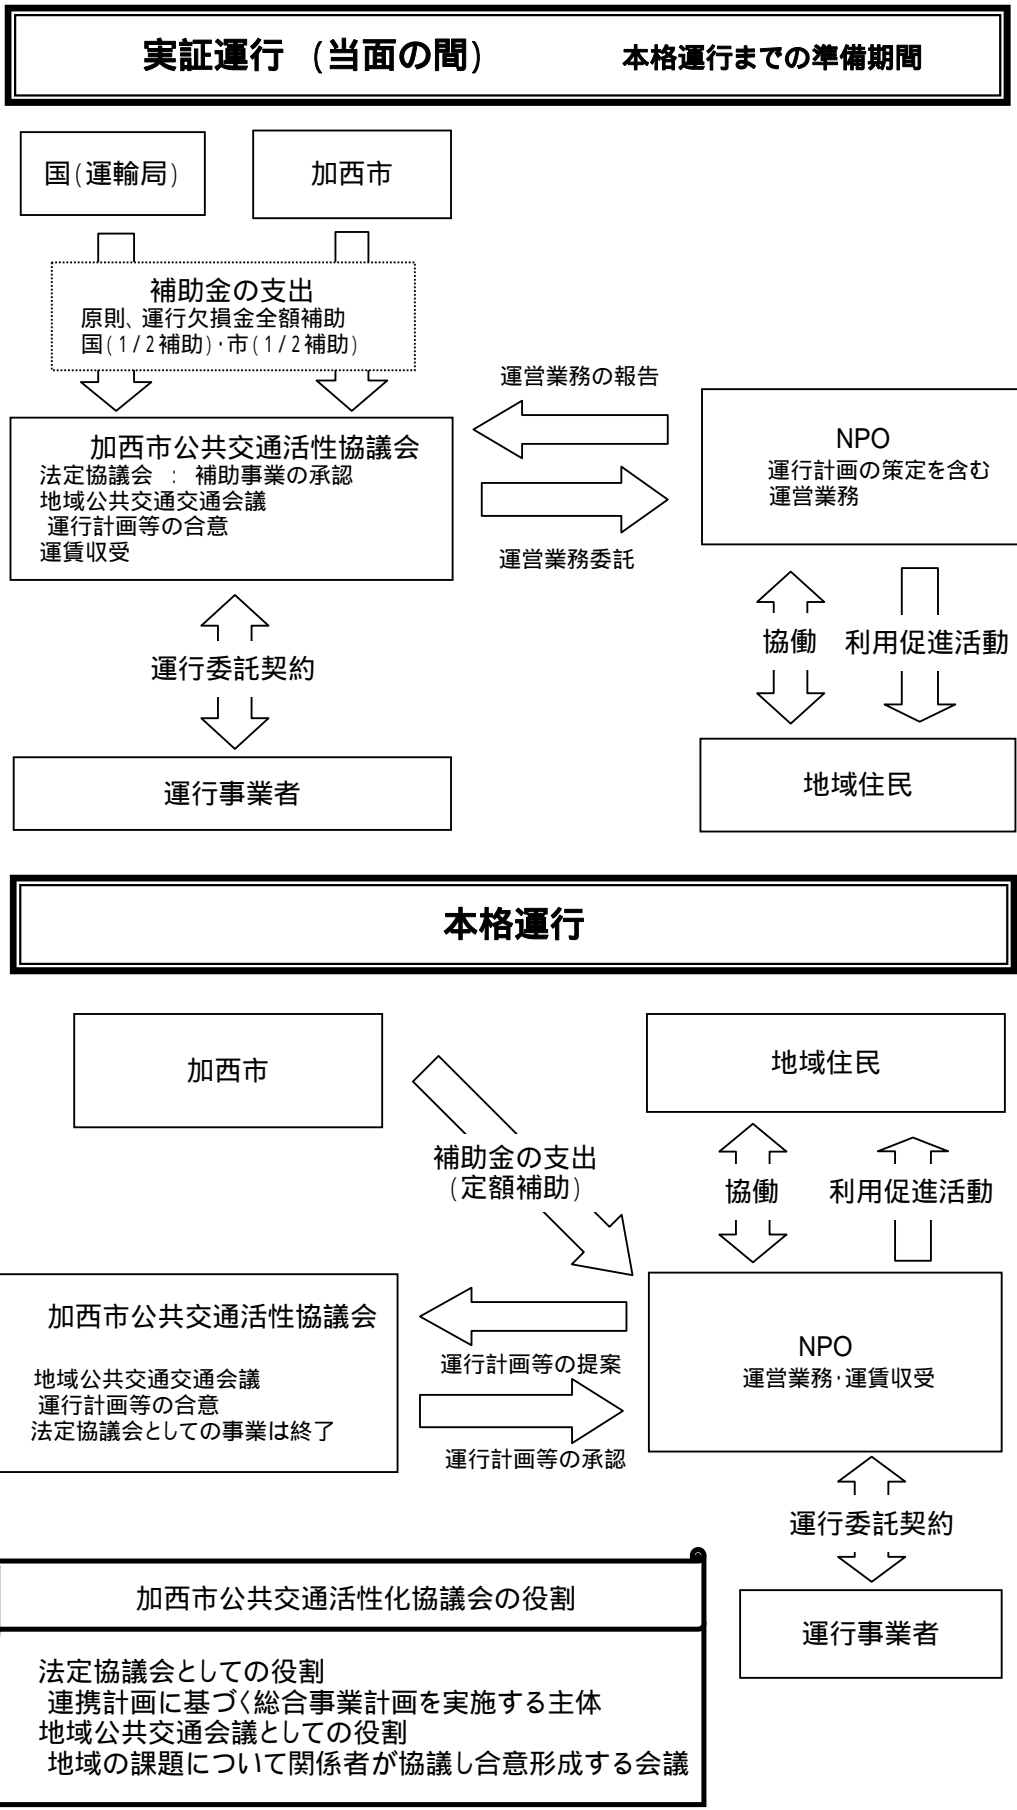 実証運行 (当面の間) 本格運行までの準備期間
国(運輸局)
加西市
補助金の支出
原則、運行欠損金全額補助
国(1/2補助)・市(1/2補助)
加西市公共交通活性協議会
法定協議会 : 補助事業の承認
地域公共交通交通会議
運行計画等の合意
運賃収受
運営業務の報告
運営業務委託
NPO
運行計画の策定を含む
運営業務
運行委託契約
協働
利用促進活動
運行事業者
地域住民
本格運行
加西市
地域住民
補助金の支出
(定額補助)
協働
利用促進活動
加西市公共交通活性協議会
地域公共交通交通会議
運行計画等の合意
法定協議会としての事業は終了
運行計画等の提案
運行計画等の承認
NPO
運営業務・運賃収受
運行委託契約
運行事業者
加西市公共交通活性化協議会の役割
法定協議会としての役割
連携計画に基づく総合事業計画を実施する主体
地域公共交通会議としての役割
地域の課題について関係者が協議し合意形成する会議